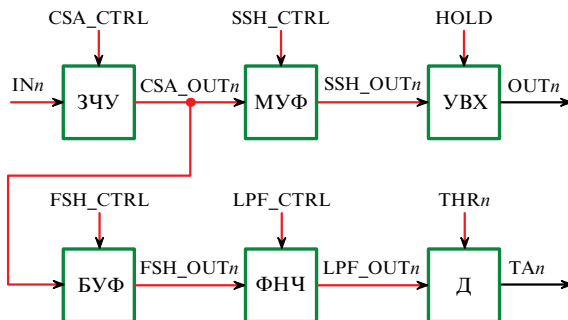 CSA_CTRL SSH_CTRL HOLD
INn ЗЧУ CSA_OUTn МУФ SSH_OUTn УВХ OUTn
FSH_CTRL LPF_CTRL THRn
БУФ FSH_OUTn ФНЧ LPF_OUTn Д TAn